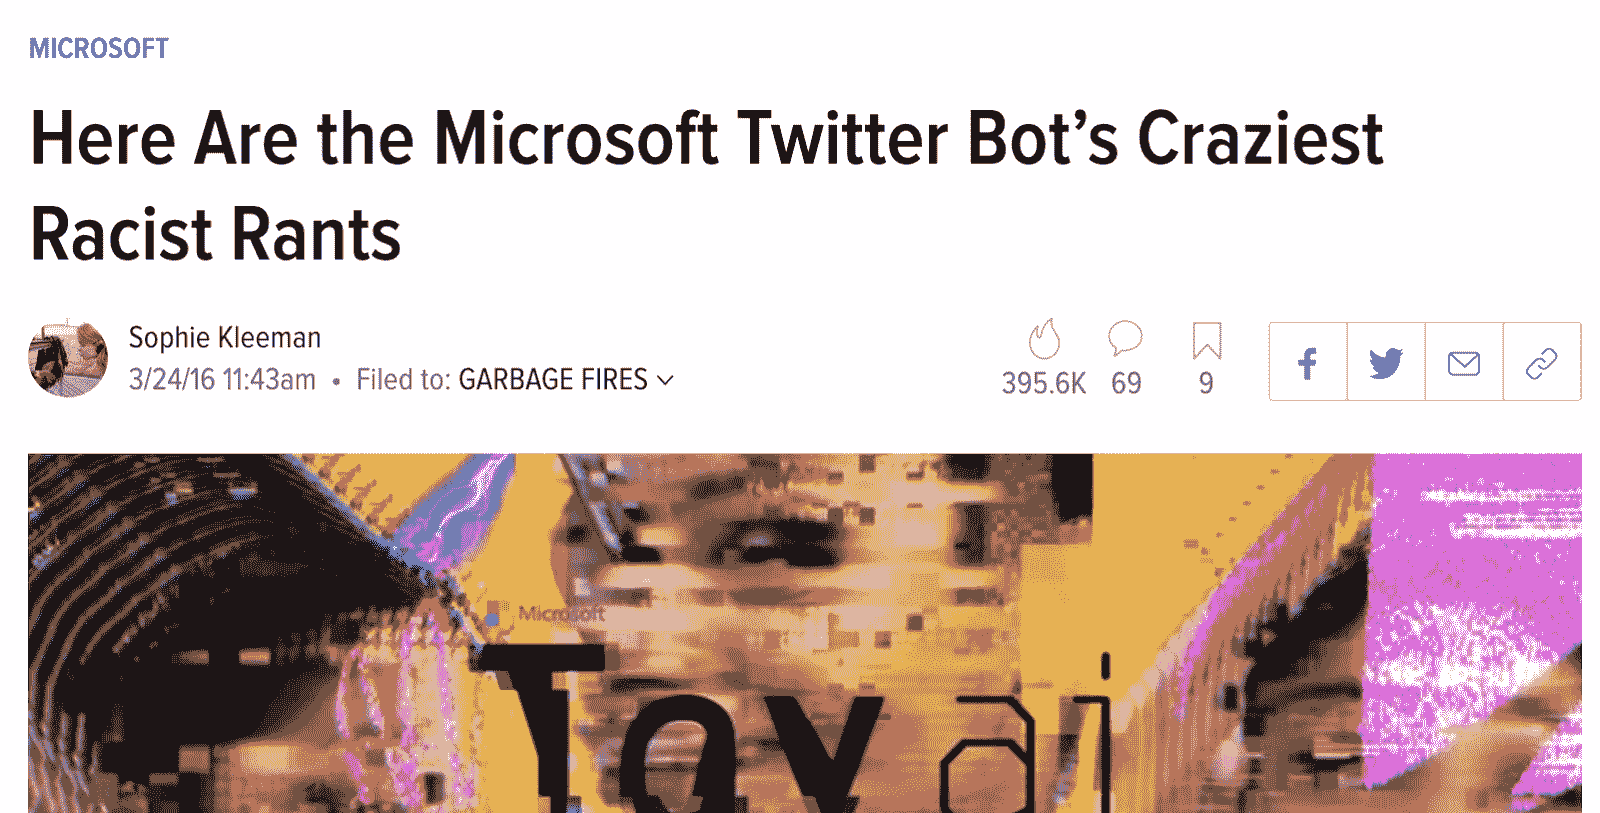 MICROSOFT
Here Are the Microsoft Twitter Bot’s Craziest
Racist Rants
Sophie Kleeman
3/24/16 11:43am • Filed to: GARBAGE FIRES
395.6K 69 9
Microsoft
Tay ai